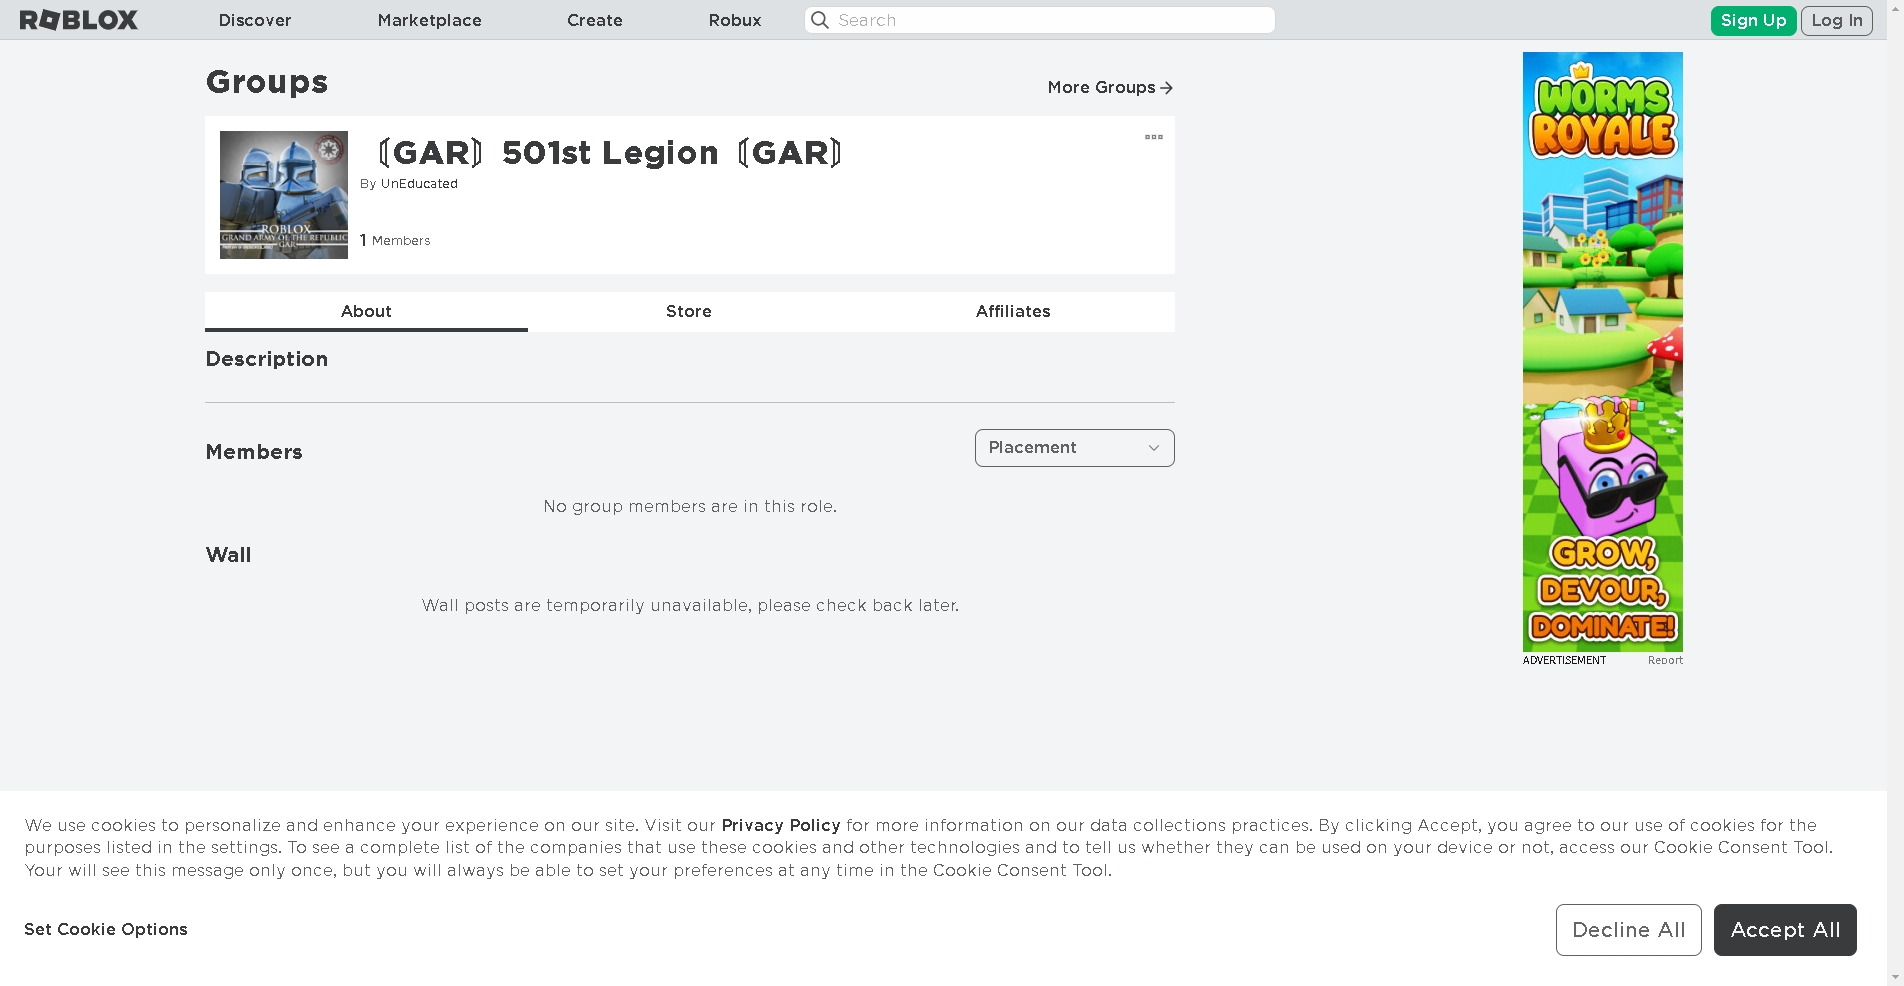 ROBLOX
Discover
Marketplace
Create
Robux
Search
Sign Up
Log In
Groups
More Groups
〘GAR〙 501st Legion 〘GAR〙
By UnEducated
1 Members
ROBLOX
GRAND ARMY OF THE REPUBLIC
-GAR-
About
Store
Affiliates
Description
Members
Placement
No group members are in this role.
Wall
Wall posts are temporarily unavailable, please check back later.
WORMS
ROYALE
GROW,
DEVOUR,
DOMINATE!
ADVERTISEMENT
Report
We use cookies to personalize and enhance your experience on our site. Visit our Privacy Policy for more information on our data collections practices. By clicking Accept, you agree to our use of cookies for the
purposes listed in the settings. To see a complete list of the companies that use these cookies and other technologies and to tell us whether they can be used on your device or not, access our Cookie Consent Tool.
Your will see this message only once, but you will always be able to set your preferences at any time in the Cookie Consent Tool.
Set Cookie Options
Decline All
Accept All